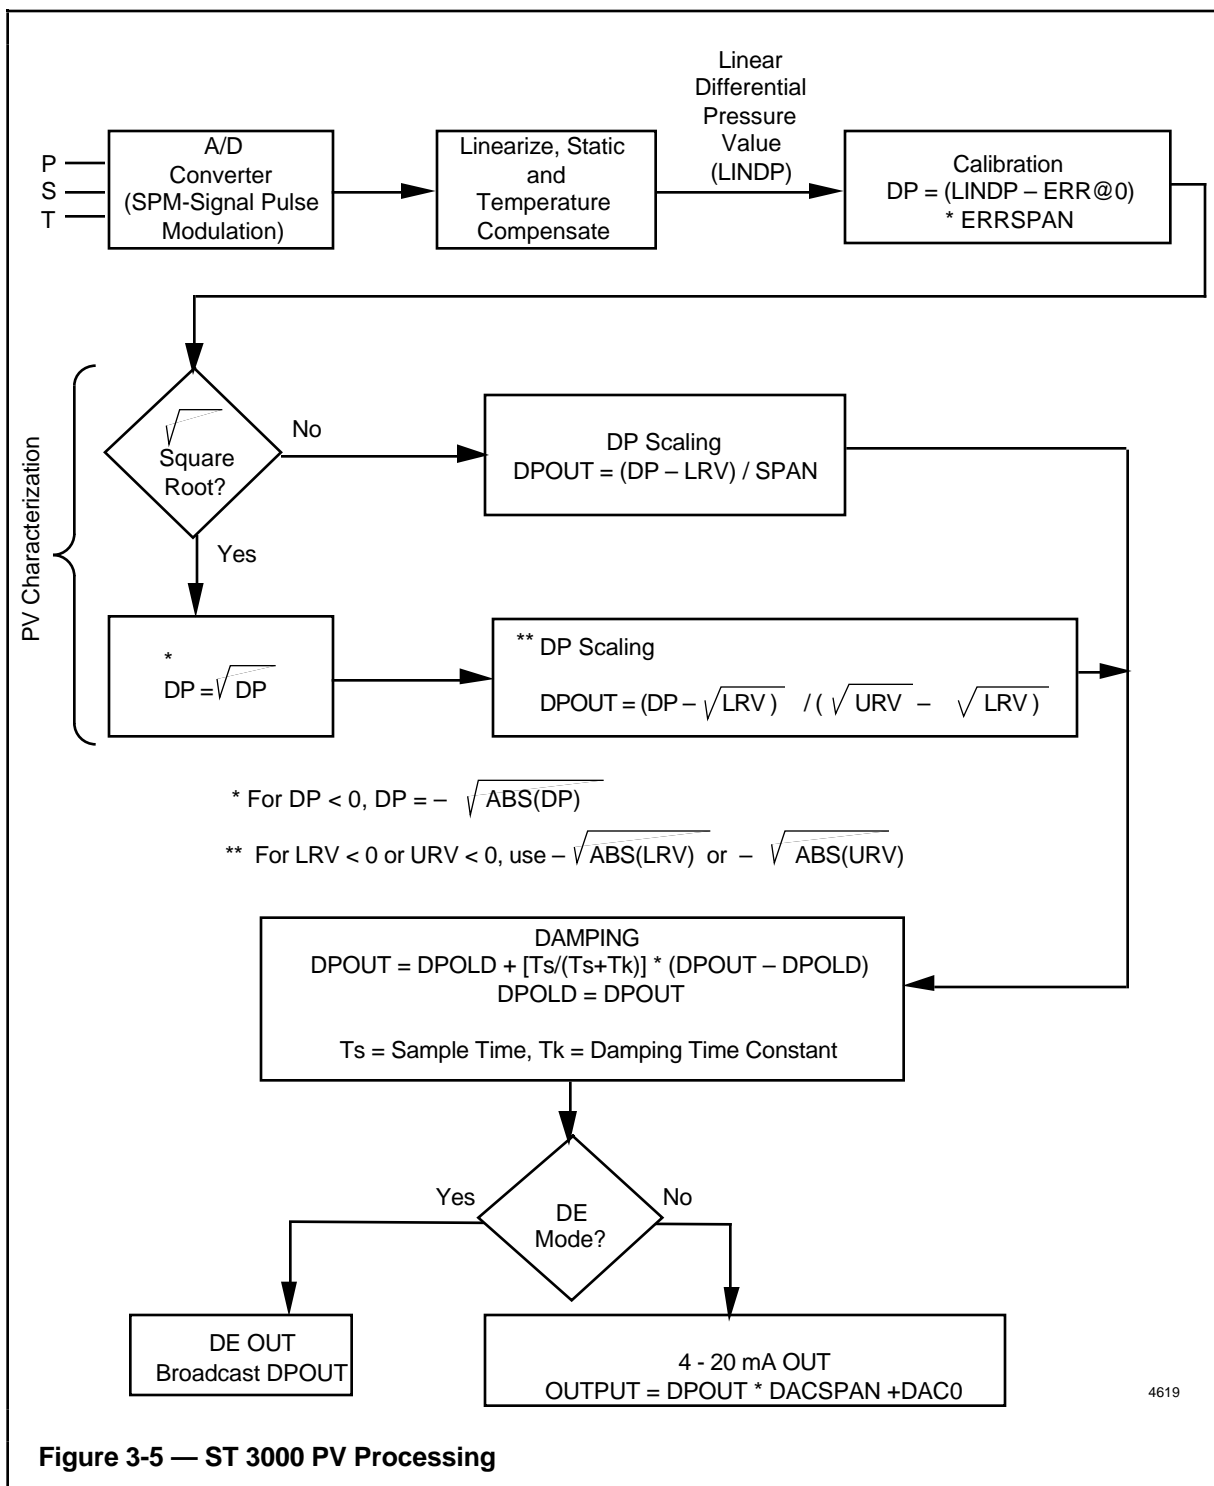 Linear
Differential
Pressure
Value
(LINDP)
P
S
T
A/D
Converter
(SPM-Signal Pulse
Modulation)
Linearize, Static
and
Temperature
Compensate
Calibration
DP = (LINDP – ERR@0)
* ERRSPAN
PV Characterization
√
Square
Root?
No
Yes
DP Scaling
DPOUT = (DP – LRV) / SPAN
*
DP = √DP
** DP Scaling
DPOUT = (DP – √LRV ) / ( √URV – √LRV )
* For DP < 0, DP = – √ABS(DP)
** For LRV < 0 or URV < 0, use – √ABS(LRV) or – √ABS(URV)
DAMPING
DPOUT = DPOLD + [Ts/(Ts+Tk)] * (DPOUT – DPOLD)
DPOLD = DPOUT
Ts = Sample Time, Tk = Damping Time Constant
Yes
No
DE
Mode?
DE OUT
Broadcast DPOUT
4 - 20 mA OUT
OUTPUT = DPOUT * DACSPAN +DAC0
4619
Figure 3-5 — ST 3000 PV Processing